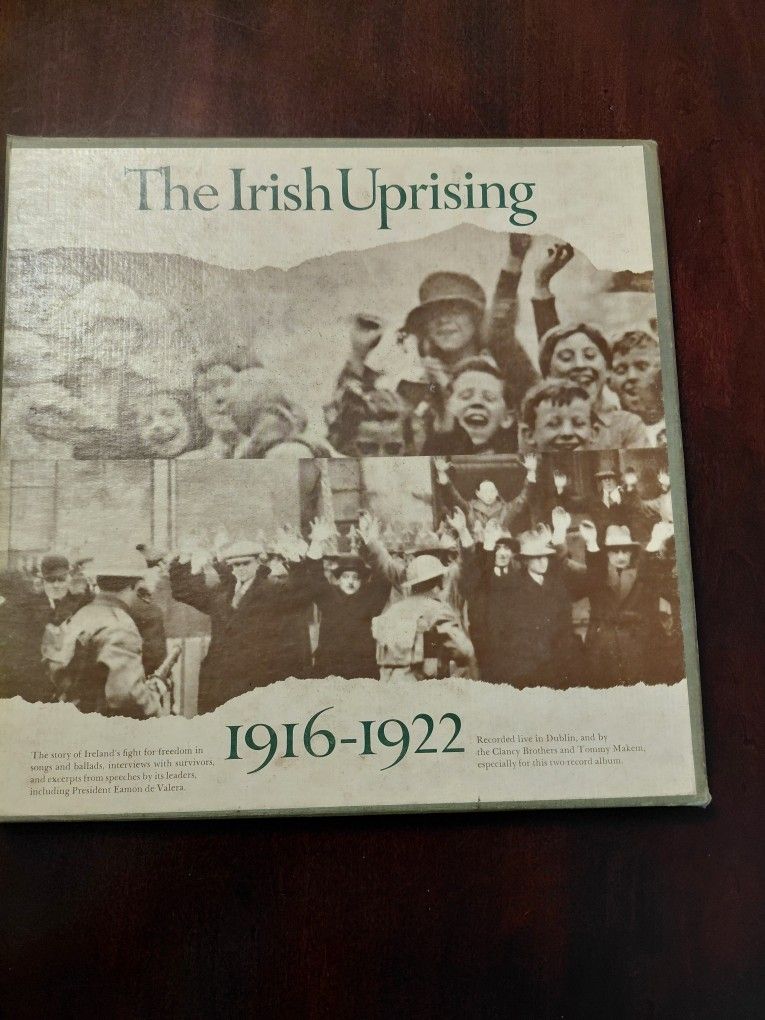 The Irish Uprising
1916-1922
The story of Ireland's fight for freedom in
songs and ballads, interviews with survivors,
and excerpts from speeches by its leaders,
including President Eamon de Valera.
Recorded live in Dublin, and by
the Clancy Brothers and Tommy Makem,
especially for this two record album.